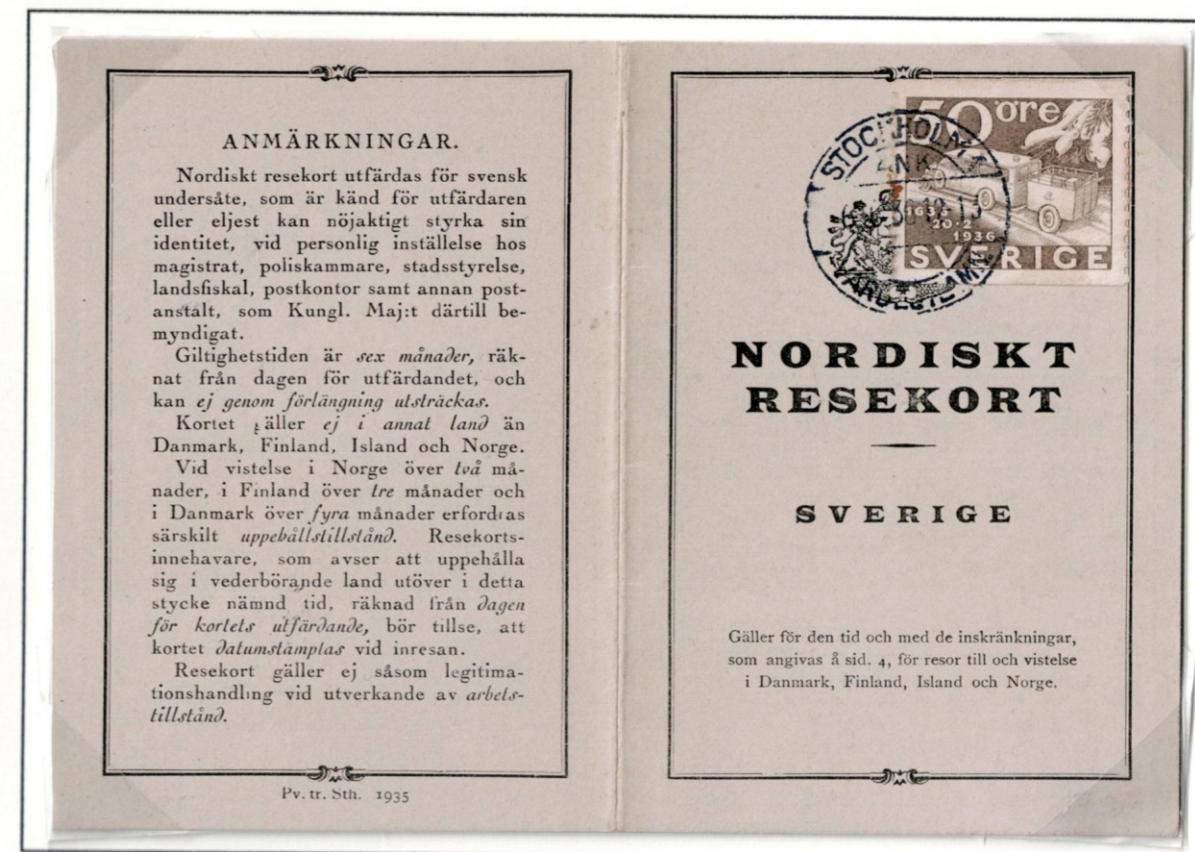 ANMÄRKNINGAR.
Nordiskt resekort utfärdas för svensk
undersåte, som är känd för utfärdaren
eller eljest kan nöjaktigt styrka sin
identitet, vid personlig inställelse hos
magistrat, poliskammare, stadsstyrelse,
landsfiskal, postkontor samt annan post-
anstalt, som Kungl. Maj:t därtill be-
myndigat.
Giltighetstiden är sex månader, räk-
nat från dagen för utfärdandet, och
kan ej genom förlängning utsträckas.
Kortet gäller ej i annat land än
Danmark, Finland, Island och Norge.
Vid vistelse i Norge över två må-
nader, i Finland över tre månader och
i Danmark över fyra månader erfordras
särskilt uppehållstillstånd. Resekorts-
innehavare, som avser att uppehålla
sig i vederbörande land utöver i detta
stycke nämnd tid, räknad från dagen
för kortets utfärdande, bör tillse, att
kortet datumstämplas vid inresan.
Resekort gäller ej såsom legitima-
tionshandling vid utverkande av arbets-
tillstånd.
Pv. tr. Sth. 1935
50 öre
1636
20·2
1936
SVERIGE
STOCKHOLM 1
ANK
NORDISKT
RESEKORT
SVERIGE
Gäller för den tid och med de inskränkningar,
som angivas å sid. 4, för resor till och vistelse
i Danmark, Finland, Island och Norge.